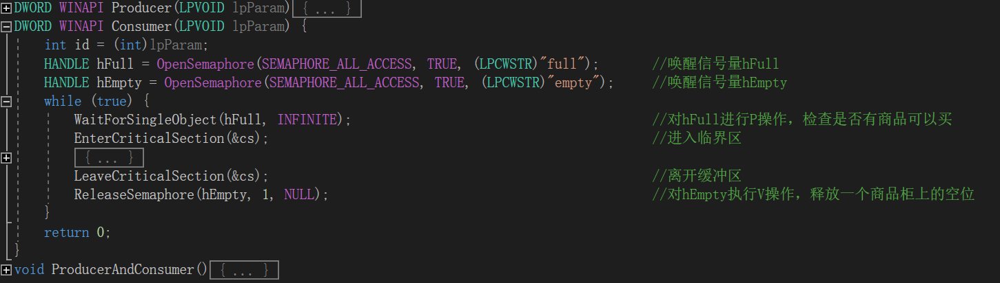 DWORD WINAPI Producer(LPVOID lpParam) { ... }
DWORD WINAPI Consumer(LPVOID lpParam) {
int id = (int)lpParam;
HANDLE hFull = OpenSemaphore(SEMAPHORE_ALL_ACCESS, TRUE, (LPCWSTR)"full"); //唤醒信号量hFull
HANDLE hEmpty = OpenSemaphore(SEMAPHORE_ALL_ACCESS, TRUE, (LPCWSTR)"empty"); //唤醒信号量hEmpty
while (true) {
WaitForSingleObject(hFull, INFINITE); //对hFull进行P操作，检查是否有商品可以买
EnterCriticalSection(&cs); //进入临界区
{ ... }
LeaveCriticalSection(&cs); //离开缓冲区
ReleaseSemaphore(hEmpty, 1, NULL); //对hEmpty执行V操作，释放一个商品柜上的空位
}
return 0;
}
void ProducerAndConsumer() { ... }